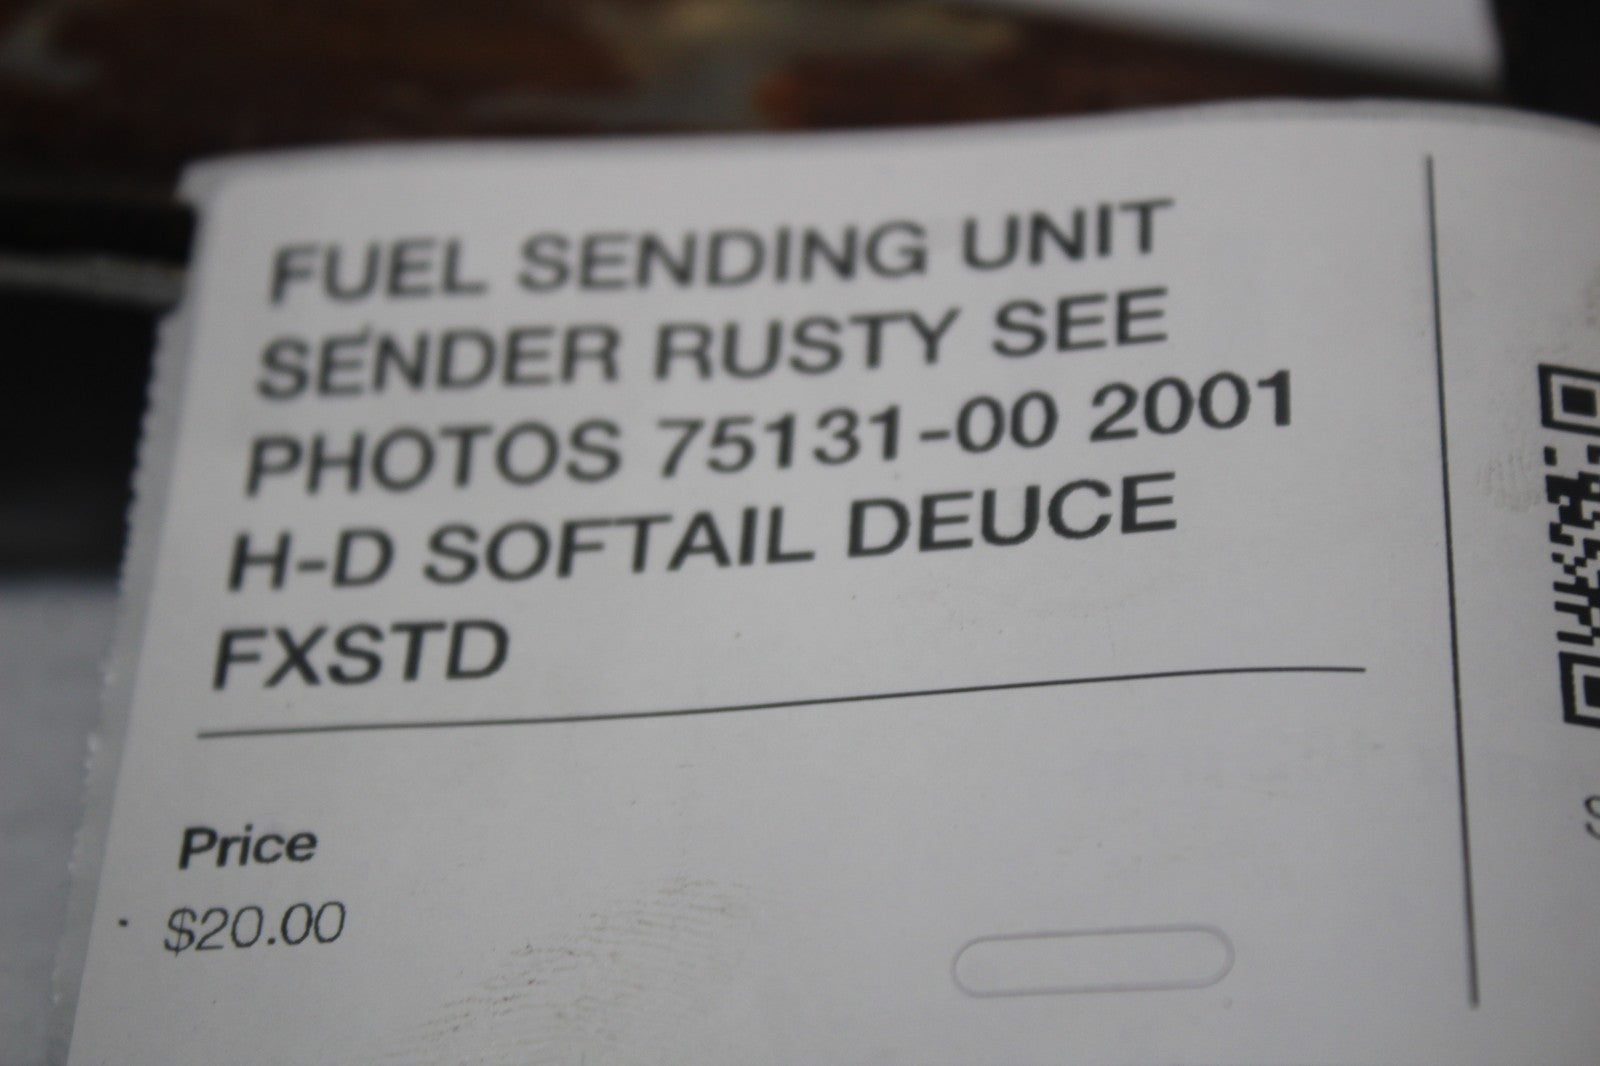 FUEL SENDING UNIT
SENDER RUSTY SEE
PHOTOS 75131-00 2001
H-D SOFTAIL DEUCE
FXSTD
Price
$20.00